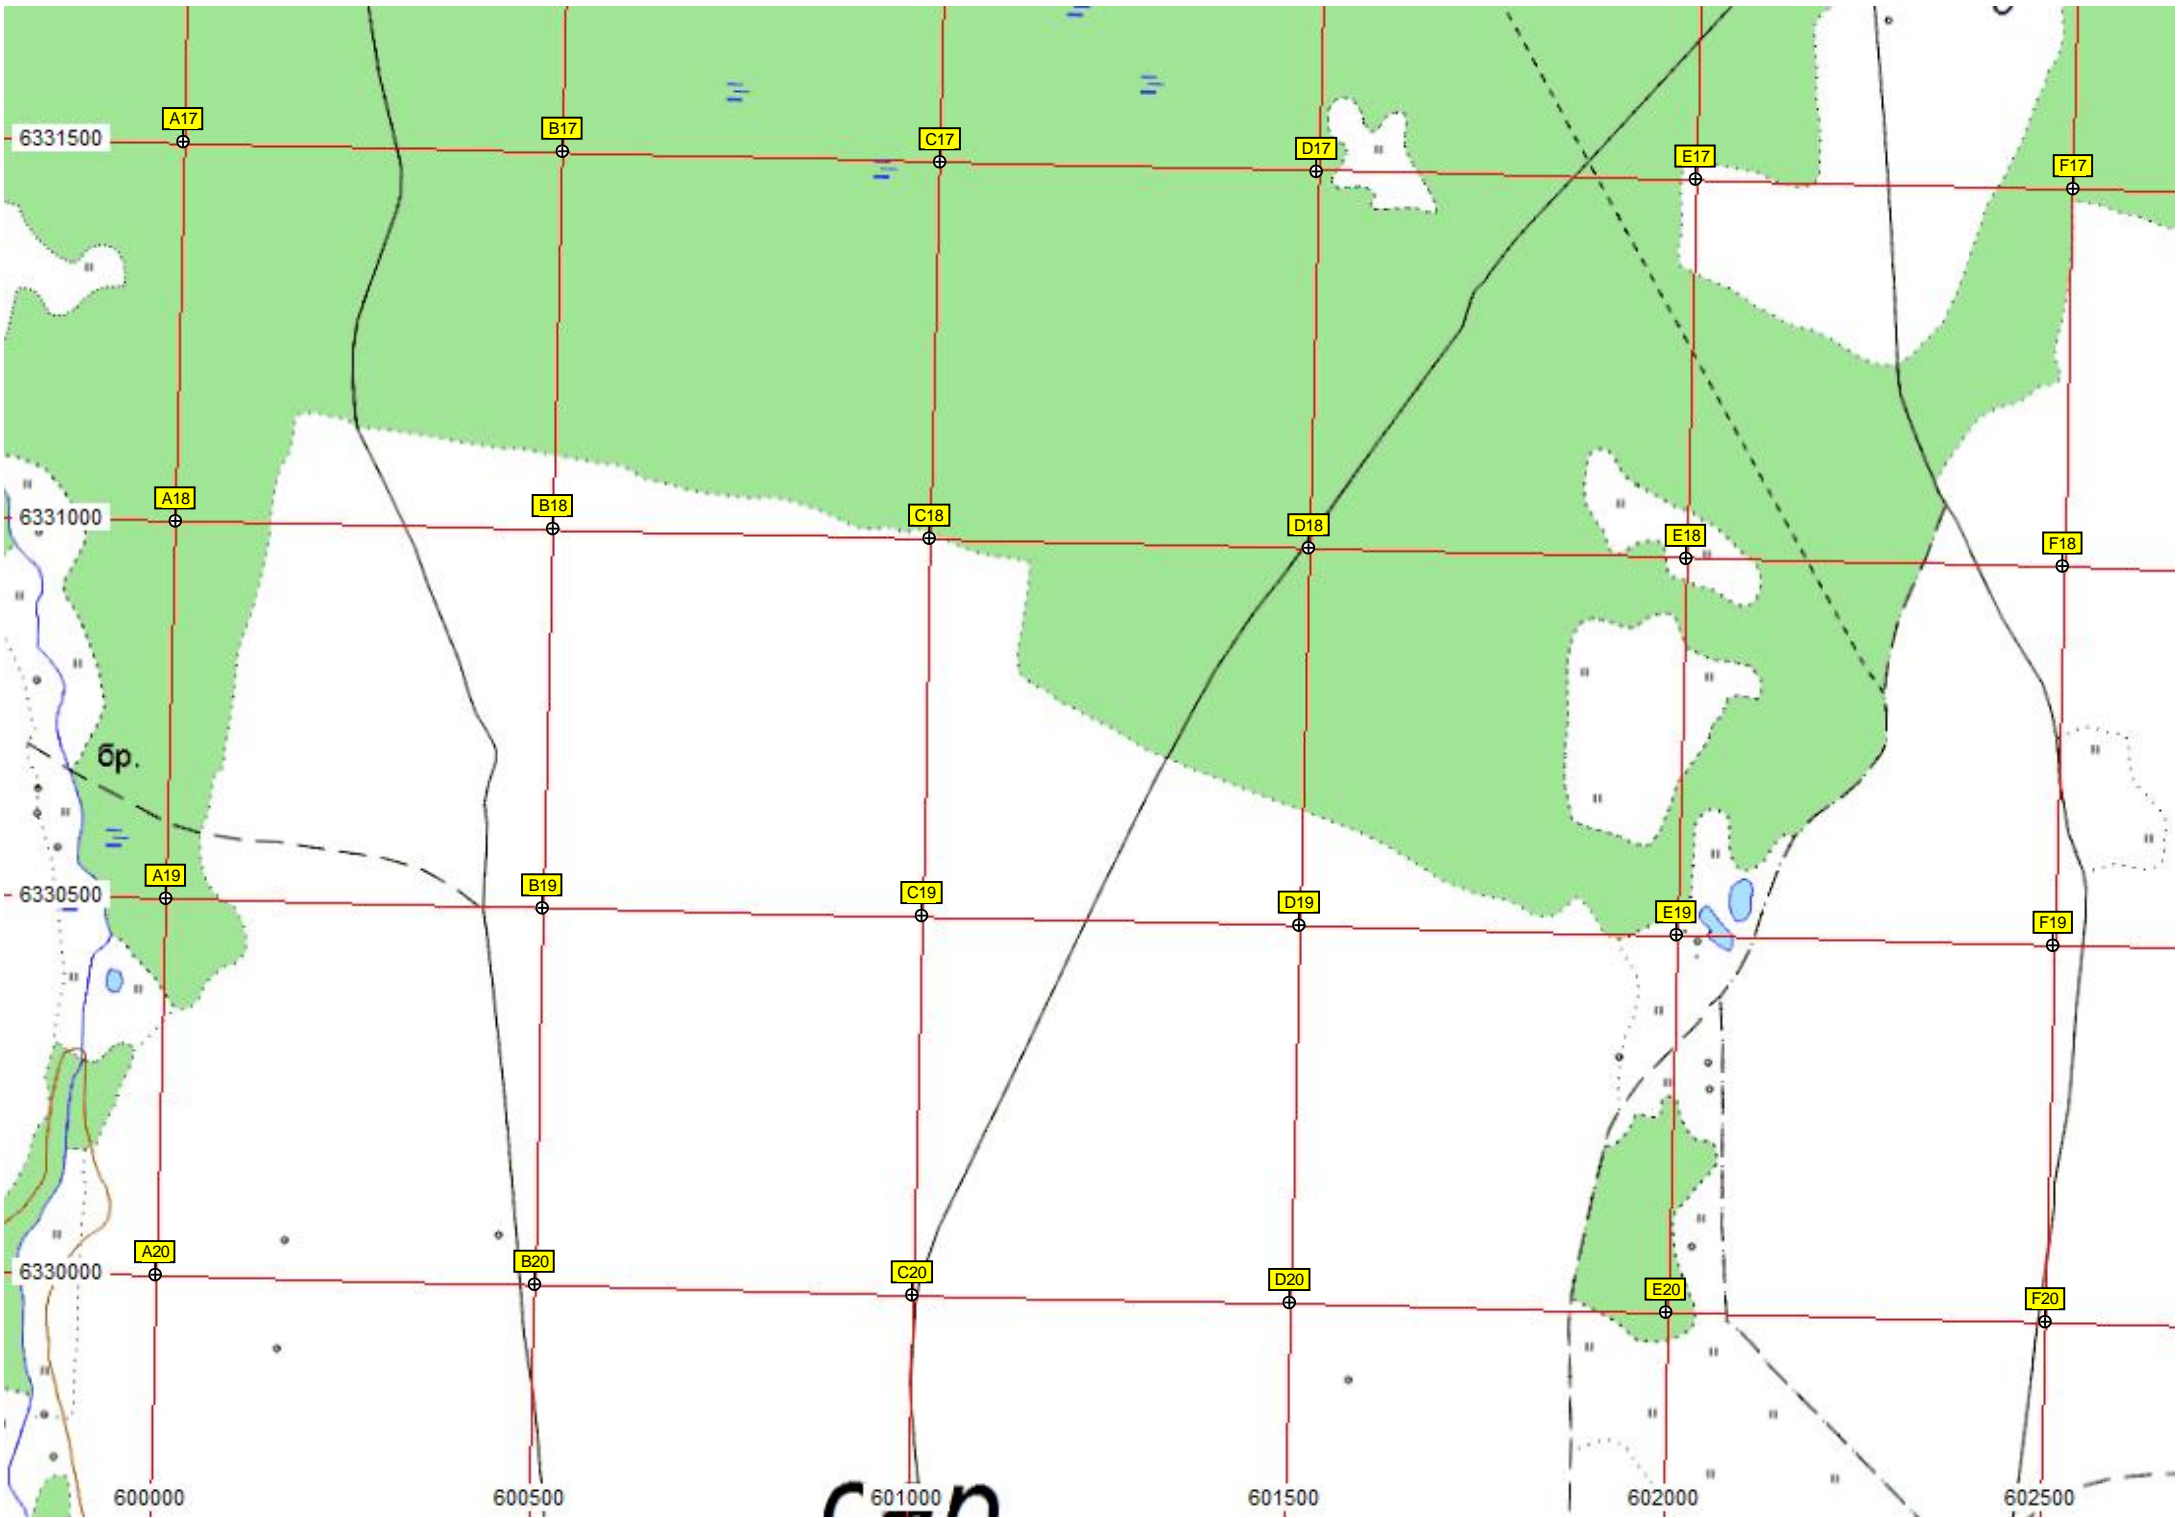 A17 B17 C17 D17 E17 F17
6331500
A18 B18 C18 D18 E18 F18
6331000
бр.
A19 B19 C19 D19 E19 F19
6330500
A20 B20 C20 D20 E20 F20
6330000
600000 600500 601000 601500 602000 602500